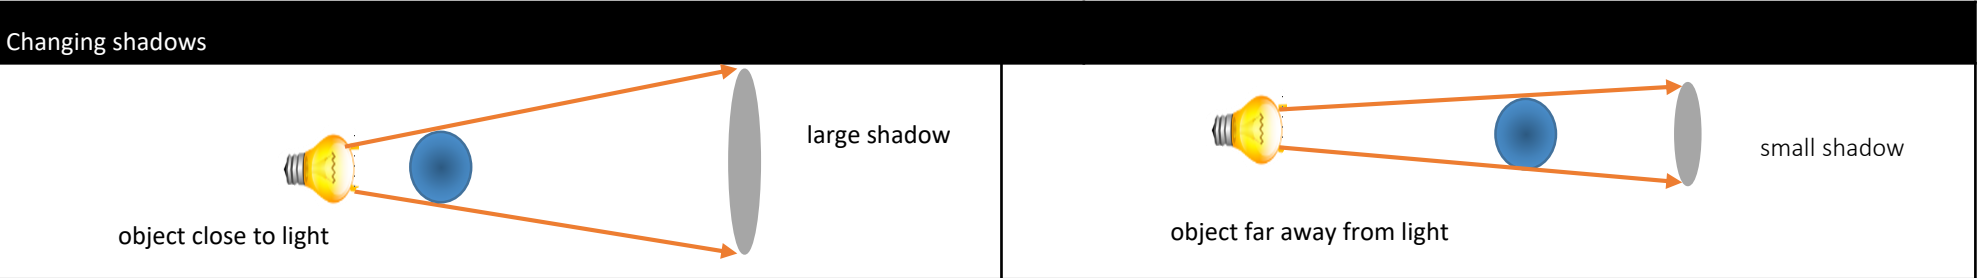 Changing shadows
large shadow
object close to light
small shadow
object far away from light